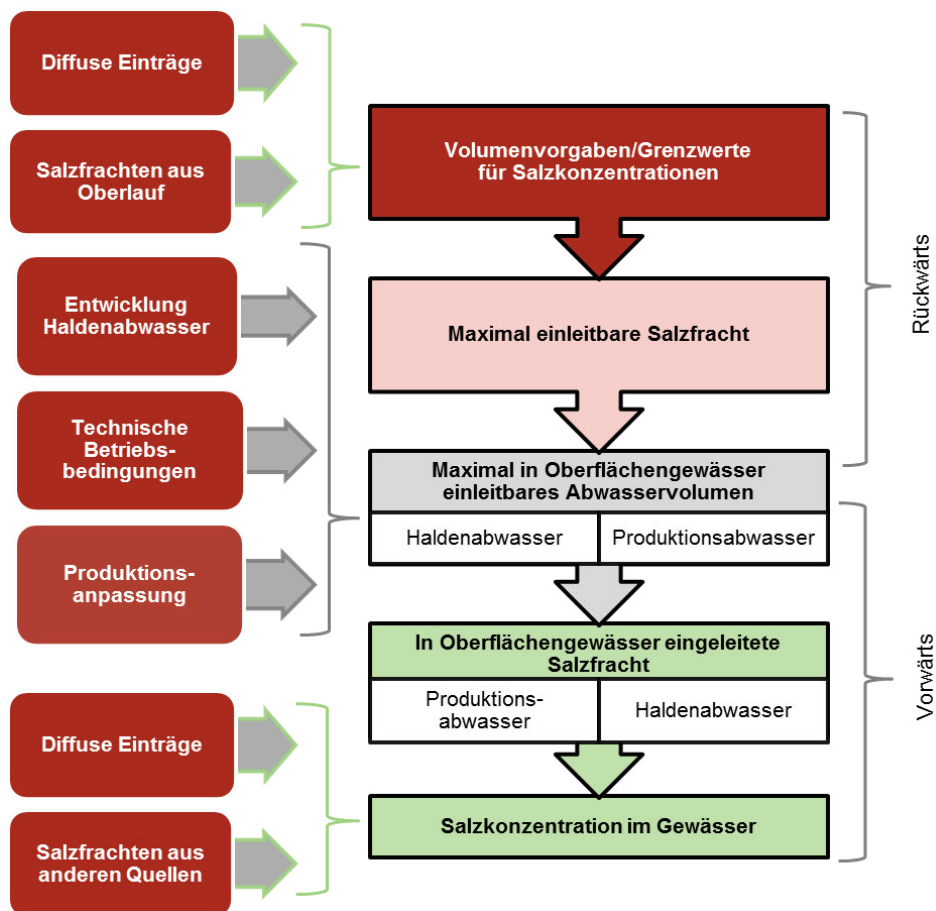 Diffuse Einträge
Salzfrachten aus
Oberlauf
Entwicklung
Haldenabwasser
Technische
Betriebs-
bedingungen
Produktions-
anpassung
Diffuse Einträge
Salzfrachten aus
anderen Quellen
Volumenvorgaben/Grenzwerte
für Salzkonzentrationen
Maximal einleitbare Salzfracht
Maximal in Oberflächengewässer
einleitbares Abwasservolumen
Haldenabwasser
Produktionsabwasser
In Oberflächengewässer eingeleitete
Salzfracht
Produktions-
abwasser
Haldenabwasser
Salzkonzentration im Gewässer
Rückwärts
Vorwärts